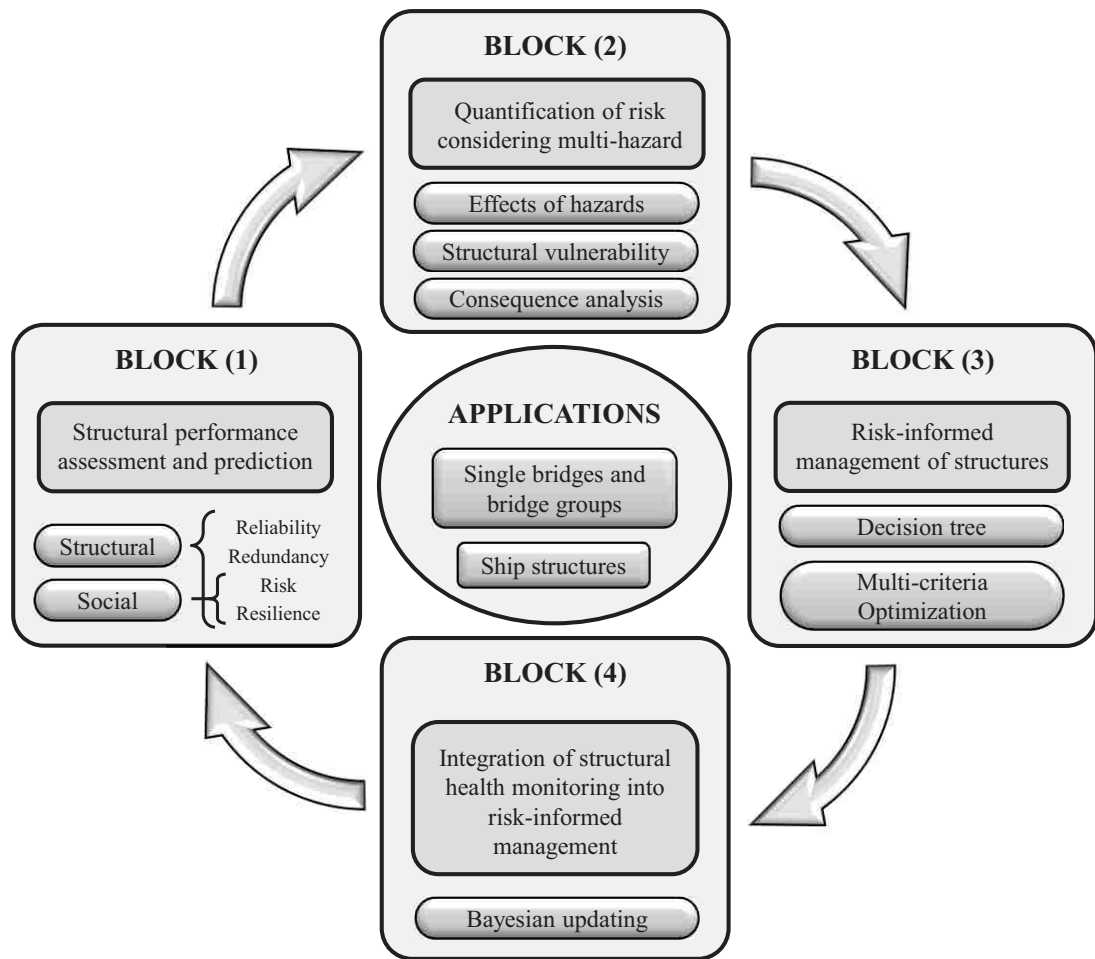 BLOCK (2)
Quantification of risk
considering multi-hazard
Effects of hazards
Structural vulnerability
Consequence analysis
BLOCK (1)
Structural performance
assessment and prediction
Structural
Social
Reliability
Redundancy
Risk
Resilience
APPLICATIONS
Single bridges and
bridge groups
Ship structures
BLOCK (3)
Risk-informed
management of structures
Decision tree
Multi-criteria
Optimization
BLOCK (4)
Integration of structural
health monitoring into
risk-informed
management
Bayesian updating